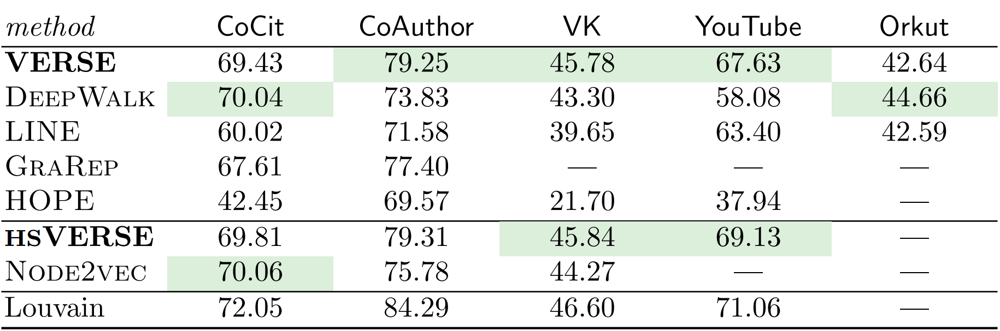 method CoCit CoAuthor VK YouTube Orkut
VERSE 69.43 79.25 45.78 67.63 42.64
DeepWalk 70.04 73.83 43.30 58.08 44.66
LINE 60.02 71.58 39.65 63.40 42.59
GraRep 67.61 77.40 — — —
HOPE 42.45 69.57 21.70 37.94 —
hsVERSE 69.81 79.31 45.84 69.13 —
Node2vec 70.06 75.78 44.27 — —
Louvain 72.05 84.29 46.60 71.06 —